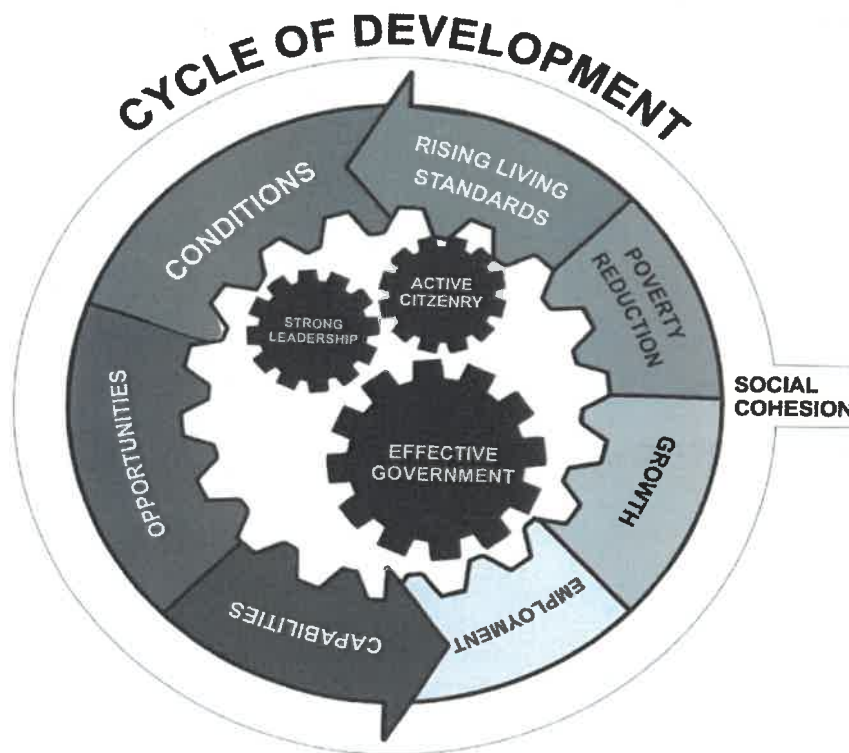 CYCLE OF DEVELOPMENT
RISING LIVING
STANDARDS
POVERTY
REDUCTION
SOCIAL
COHESION
GROWTH
EMPLOYMENT
CAPABILITIES
OPPORTUNITIES
CONDITIONS
STRONG
LEADERSHIP
ACTIVE
CITZENRY
EFFECTIVE
GOVERNMENT